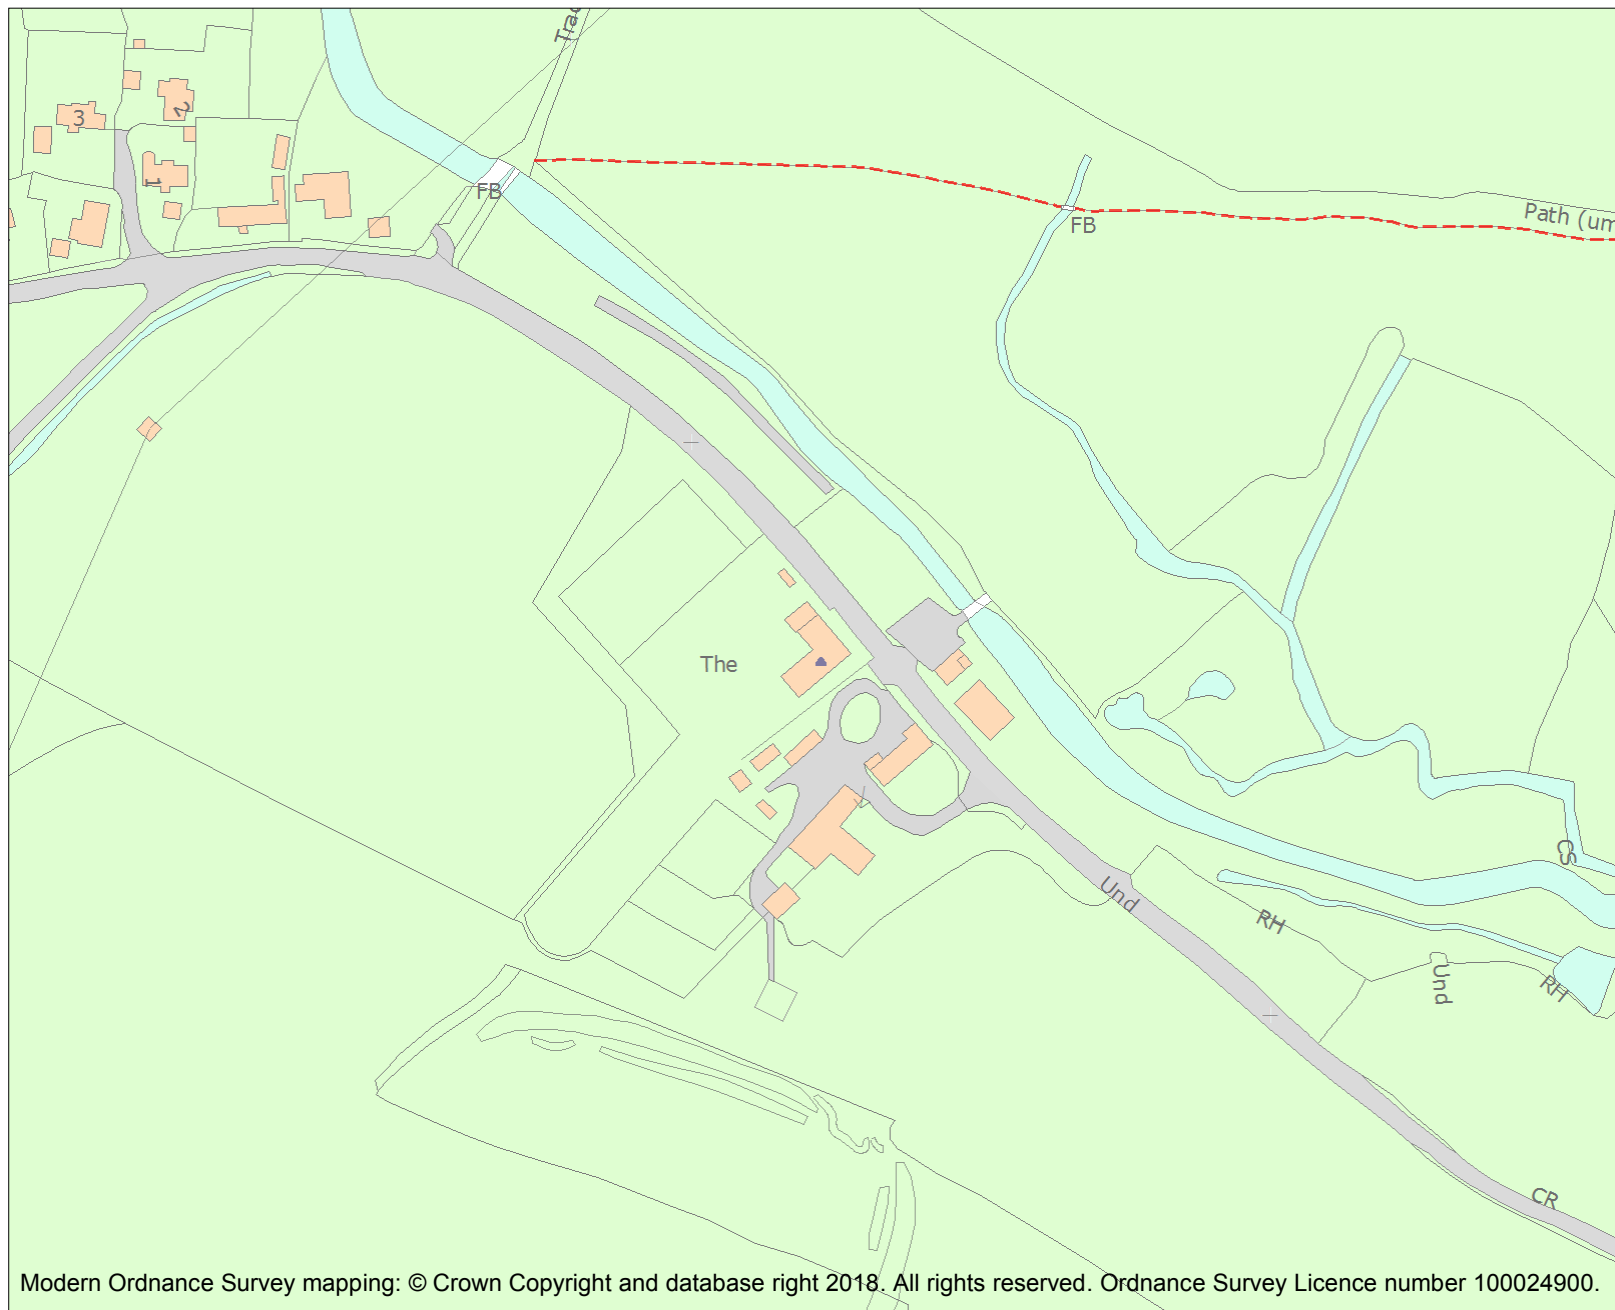 Trac
3
2
1
FB
FB
Path (um
The
CS
Und
RH
Und
RH
CR
Modern Ordnance Survey mapping: © Crown Copyright and database right 2018. All rights reserved. Ordnance Survey Licence number 100024900.